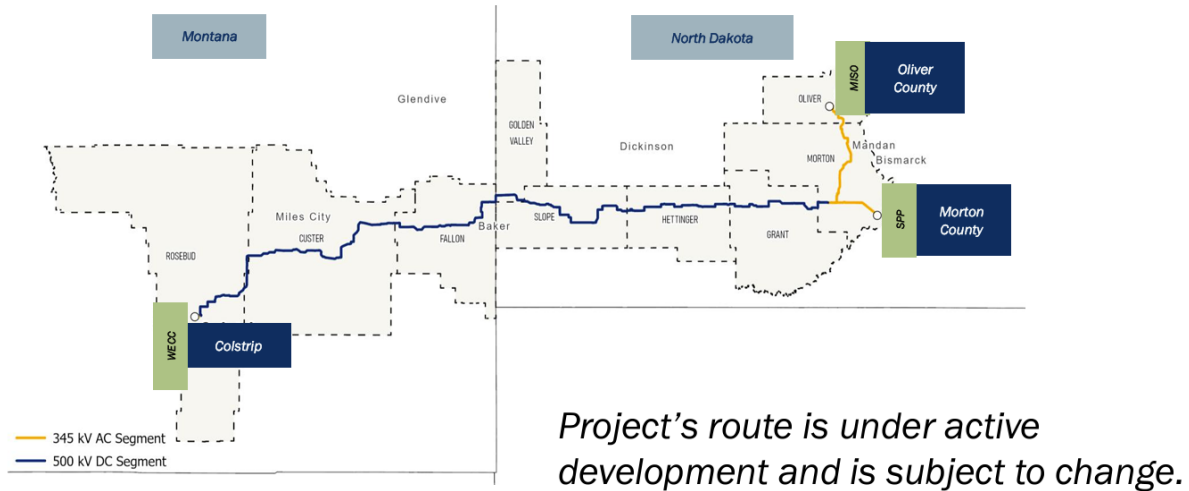 Montana
North Dakota
MISO
Oliver
County
Glendive
OLIVER
GOLDEN
VALLEY
Dickinson
Mandan
MORTON
Bismarck
Miles City
SLOPE
HETTINGER
SPP
Morton
County
Baker
CUSTER
FALLON
GRANT
ROSEBUD
WECC
Colstrip
345 kV AC Segment
500 kV DC Segment
Project’s route is under active
development and is subject to change.